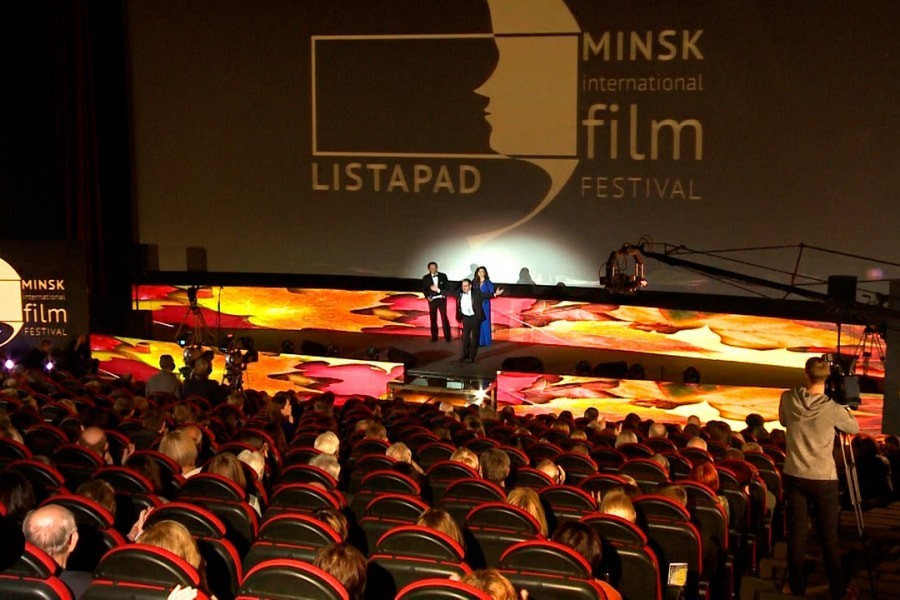 MINSK
international
film
FESTIVAL
LISTAPAD
MINSK
international
film
FESTIVAL